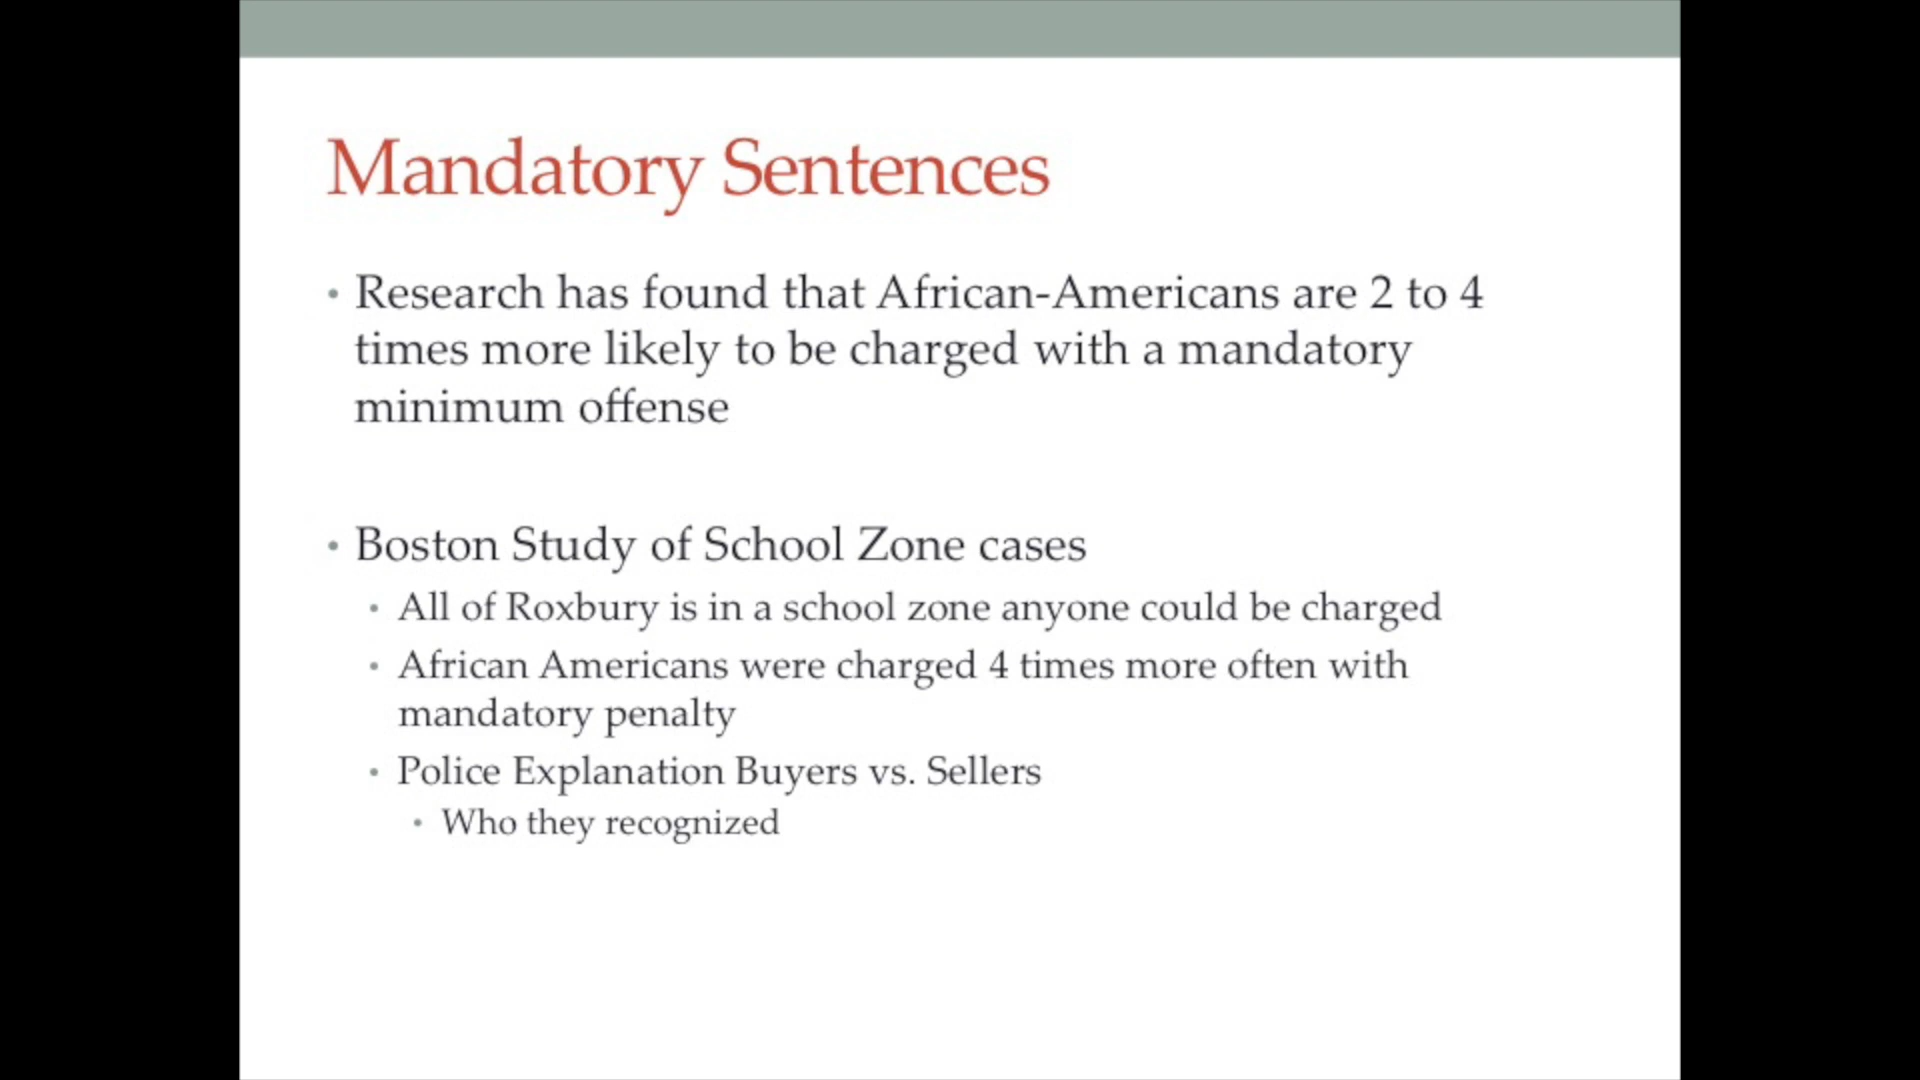 Mandatory Sentences
• Research has found that African-Americans are 2 to 4
times more likely to be charged with a mandatory
minimum offense
• Boston Study of School Zone cases
• All of Roxbury is in a school zone anyone could be charged
• African Americans were charged 4 times more often with
mandatory penalty
• Police Explanation Buyers vs. Sellers
• Who they recognized